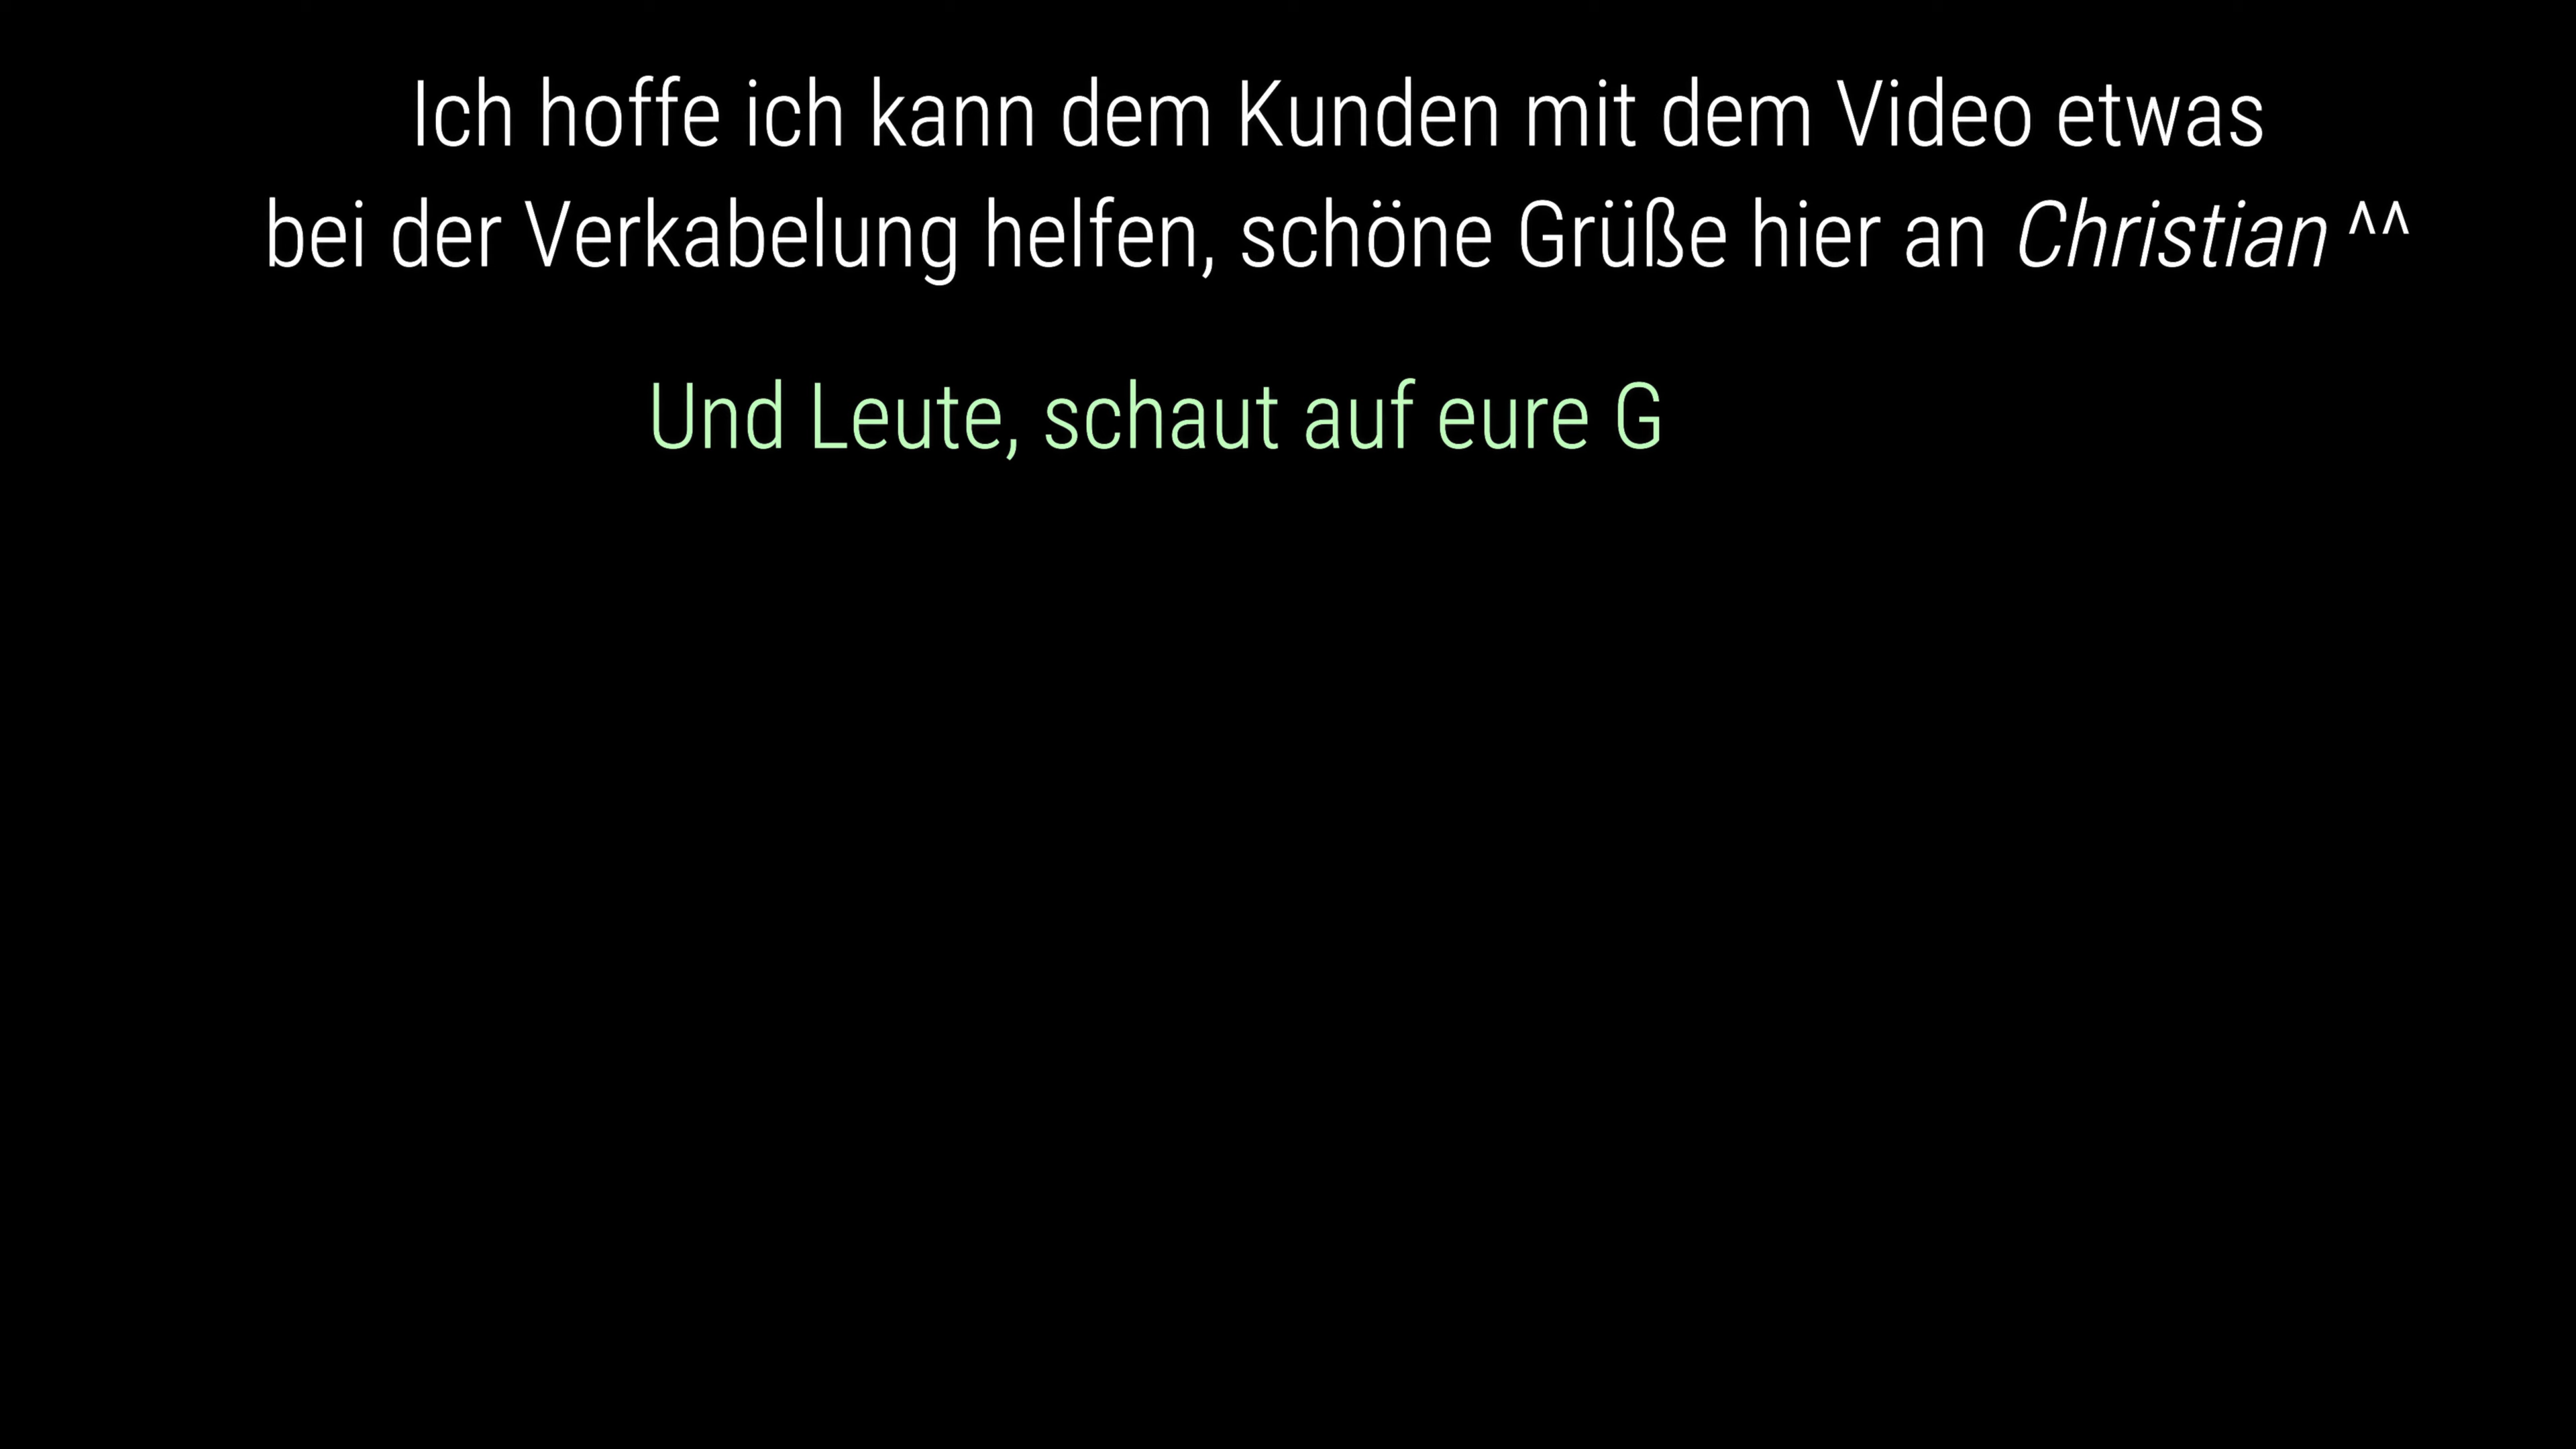 Ich hoffe ich kann dem Kunden mit dem Video etwas
bei der Verkabelung helfen, schöne Grüße hier an Christian ^^
Und Leute, schaut auf eure G